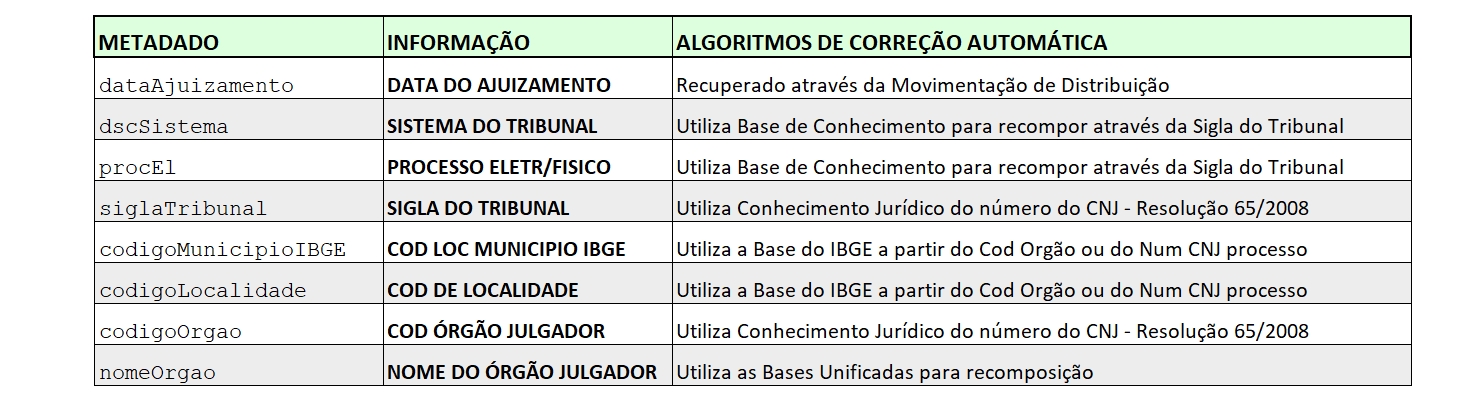 METADADO INFORMAÇÃO ALGORITMOS DE CORREÇÃO AUTOMÁTICA
dataAjuizamento DATA DO AJUIZAMENTO Recuperado através da Movimentação de Distribuição
dscSistema SISTEMA DO TRIBUNAL Utiliza Base de Conhecimento para recompor através da Sigla do Tribunal
procEl PROCESSO ELETR/FISICO Utiliza Base de Conhecimento para recompor através da Sigla do Tribunal
siglaTribunal SIGLA DO TRIBUNAL Utiliza Conhecimento Jurídico do número do CNJ - Resolução 65/2008
codigoMunicipioIBGE COD LOC MUNICIPIO IBGE Utiliza a Base do IBGE a partir do Cod Orgão ou do Num CNJ processo
codigoLocalidade COD DE LOCALIDADE Utiliza a Base do IBGE a partir do Cod Orgão ou do Num CNJ processo
codigoOrgao COD ÓRGÃO JULGADOR Utiliza Conhecimento Jurídico do número do CNJ - Resolução 65/2008
nomeOrgao NOME DO ÓRGÃO JULGADOR Utiliza as Bases Unificadas para recomposição